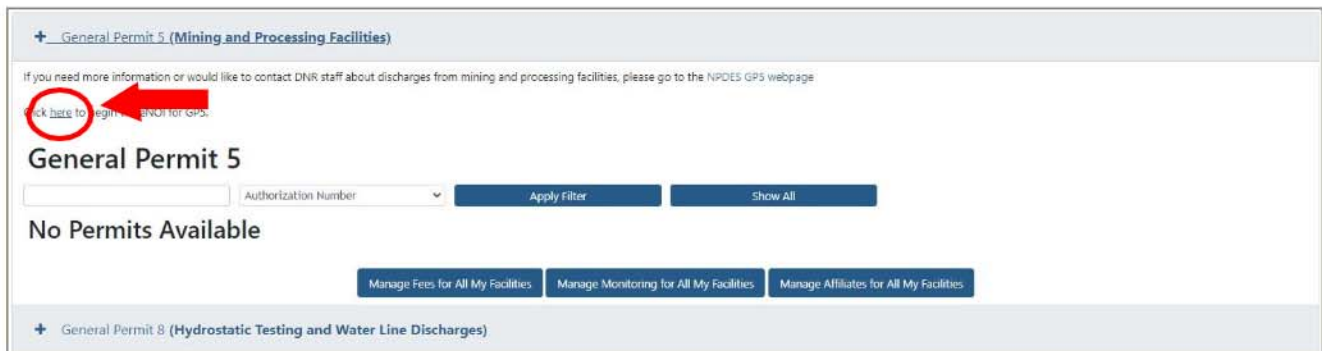 + General Permit 5 (Mining and Processing Facilities)
If you need more information or would like to contact DNR staff about discharges from mining and processing facilities, please go to the NPDES GP5 webpage
Click here to begin eNOI for GP5.
General Permit 5
Authorization Number Apply Filter Show All
No Permits Available
Manage Fees for All My Facilities Manage Monitoring for All My Facilities Manage Affiliates for All My Facilities
+ General Permit 8 (Hydrostatic Testing and Water Line Discharges)